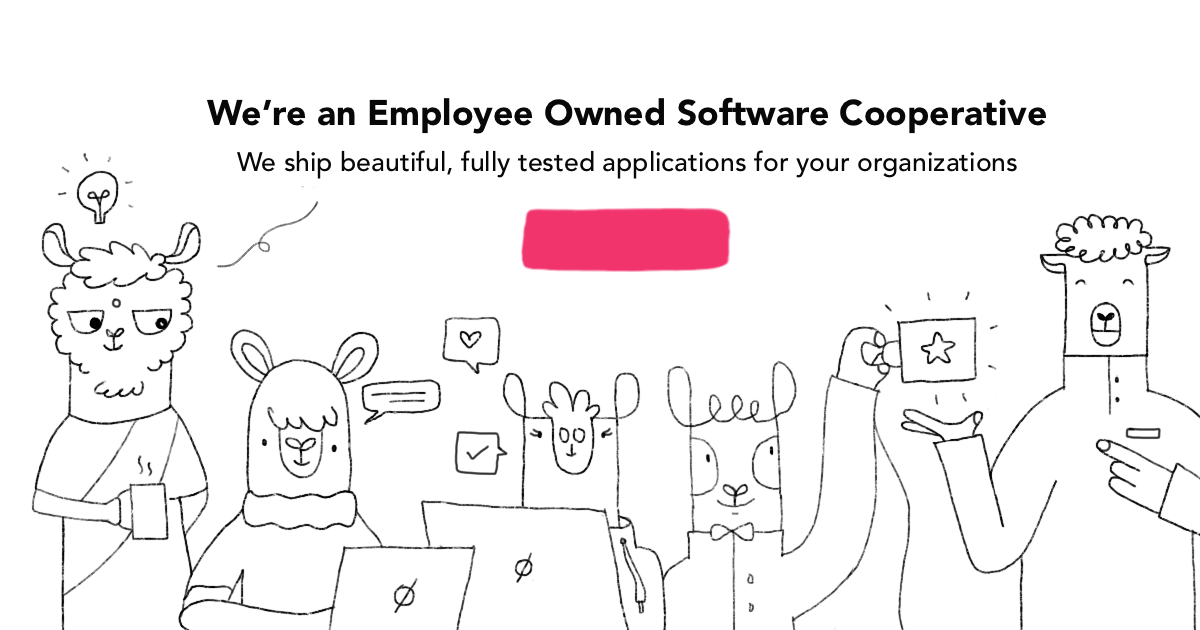 We’re an Employee Owned Software Cooperative
We ship beautiful, fully tested applications for your organizations